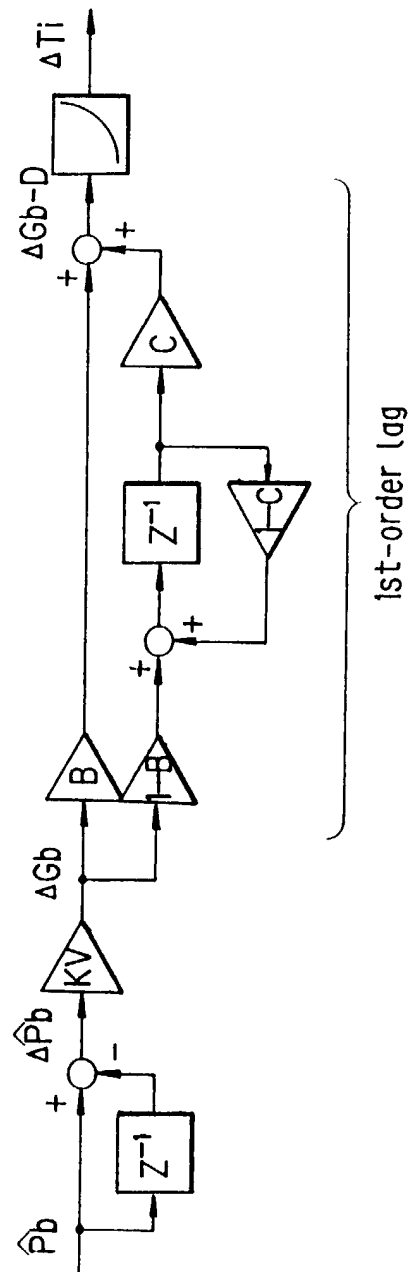 P̂b
Z⁻¹
+
-
ΔP̂b
KV
ΔGb
B
1-B
+
+
Z⁻¹
1-C
C
+
+
ΔGb-D
ΔTi
1st-order lag